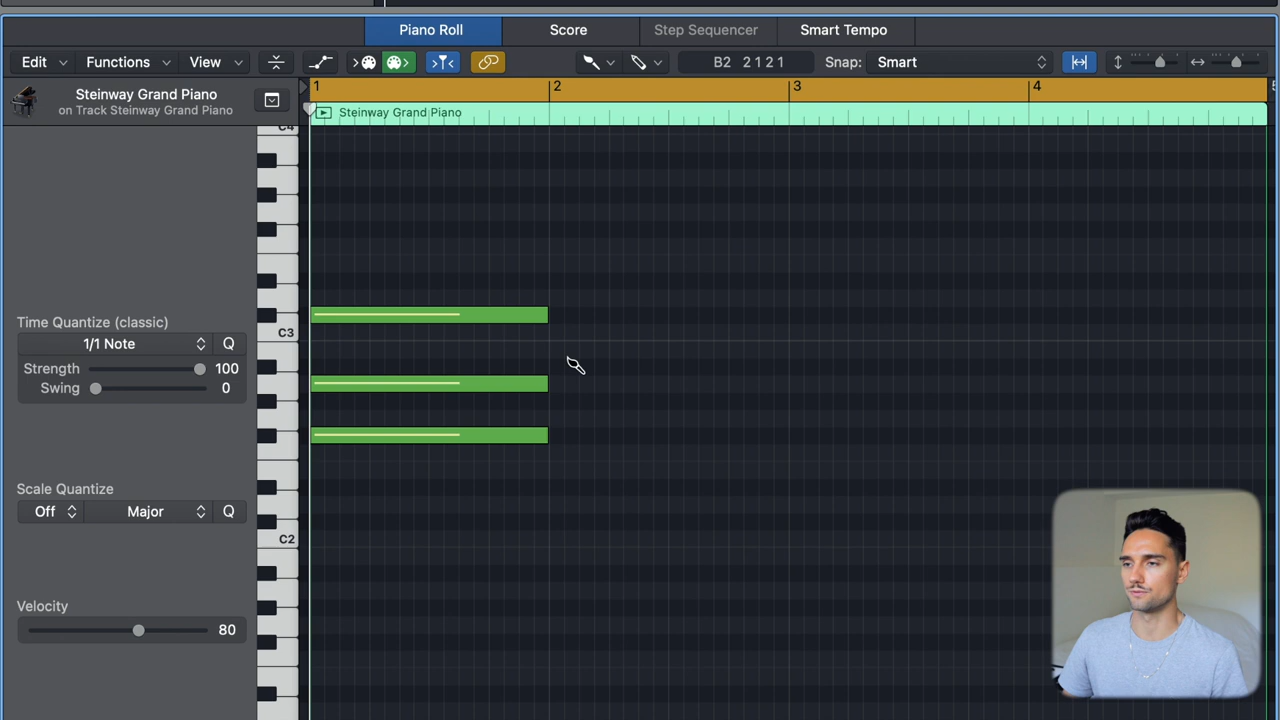 Piano Roll Score Step Sequencer Smart Tempo
Edit Functions View B2 2 1 2 1 Snap: Smart
1 2 3 4
Steinway Grand Piano
on Track Steinway Grand Piano
Steinway Grand Piano
C4
C3
Time Quantize (classic)
1/1 Note Q
Strength 100
Swing 0
Scale Quantize
Off Major Q
C2
Velocity
80